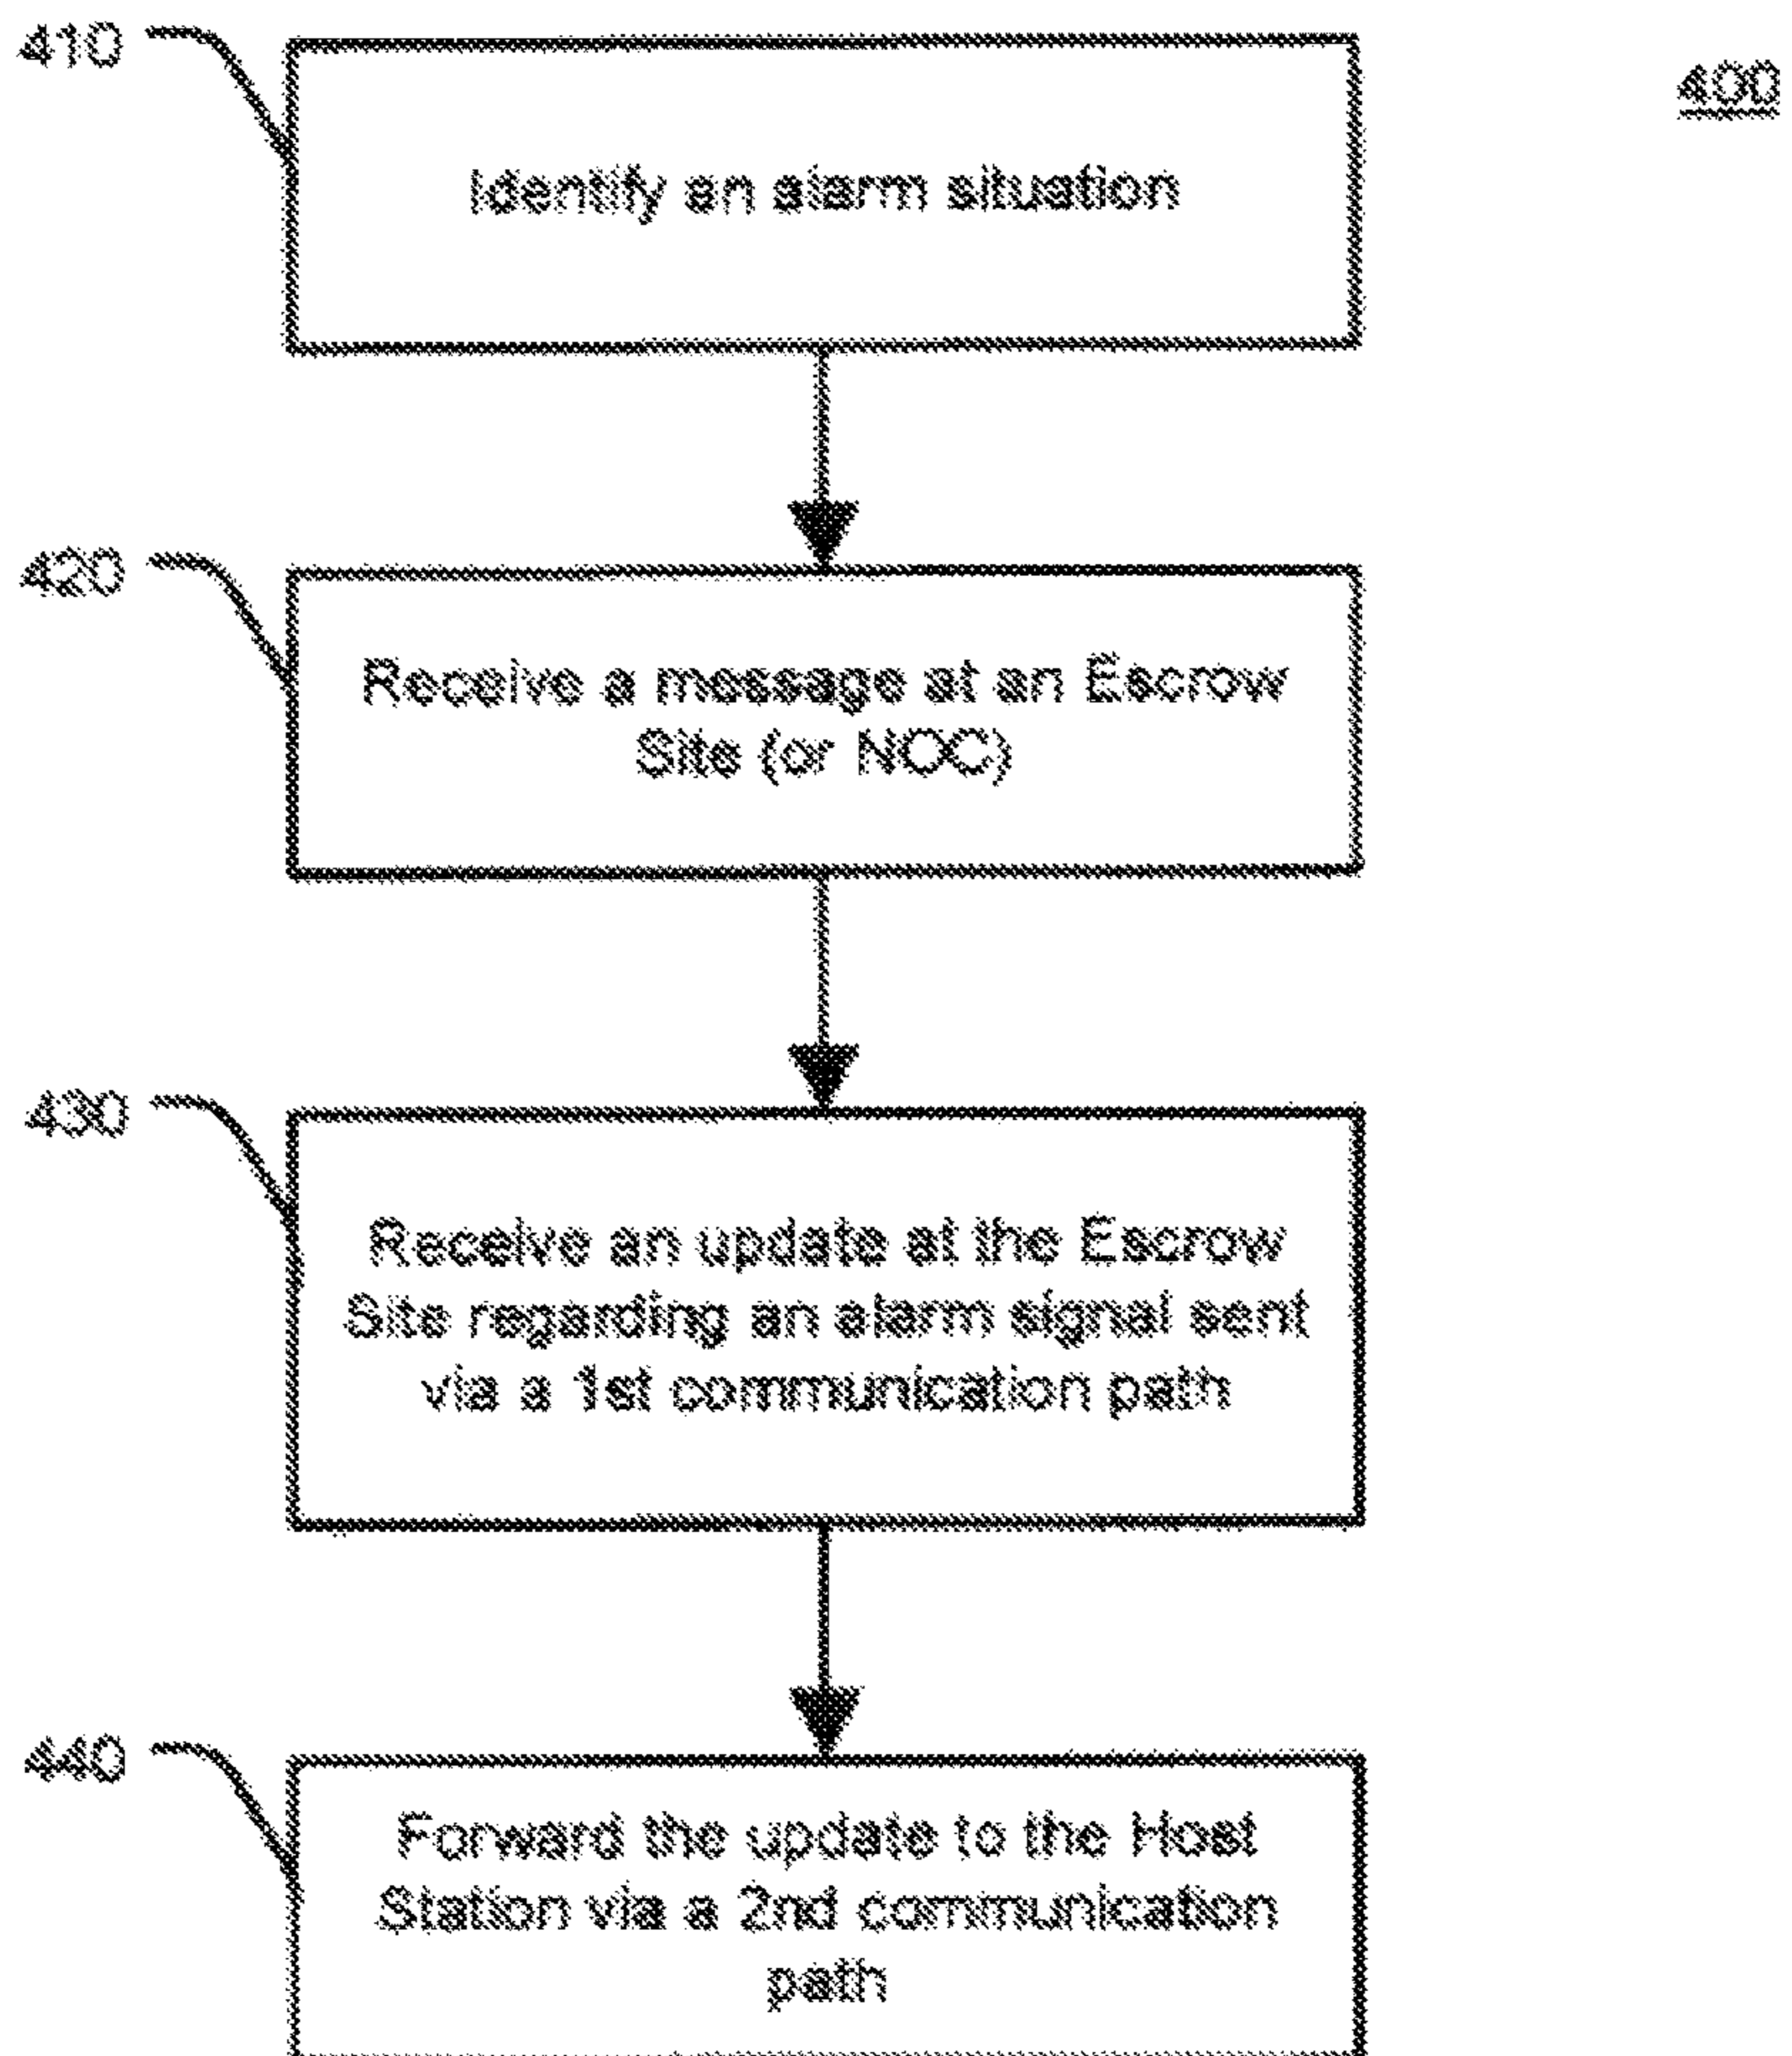 410
400
Identify an alarm situation
420
Receive a message at an Escrow
Site (or NOC)
430
Receive an update at the Escrow
Site regarding an alarm signal sent
via a 1st communication path
440
Forward the update to the Host
Station via a 2nd communication
path